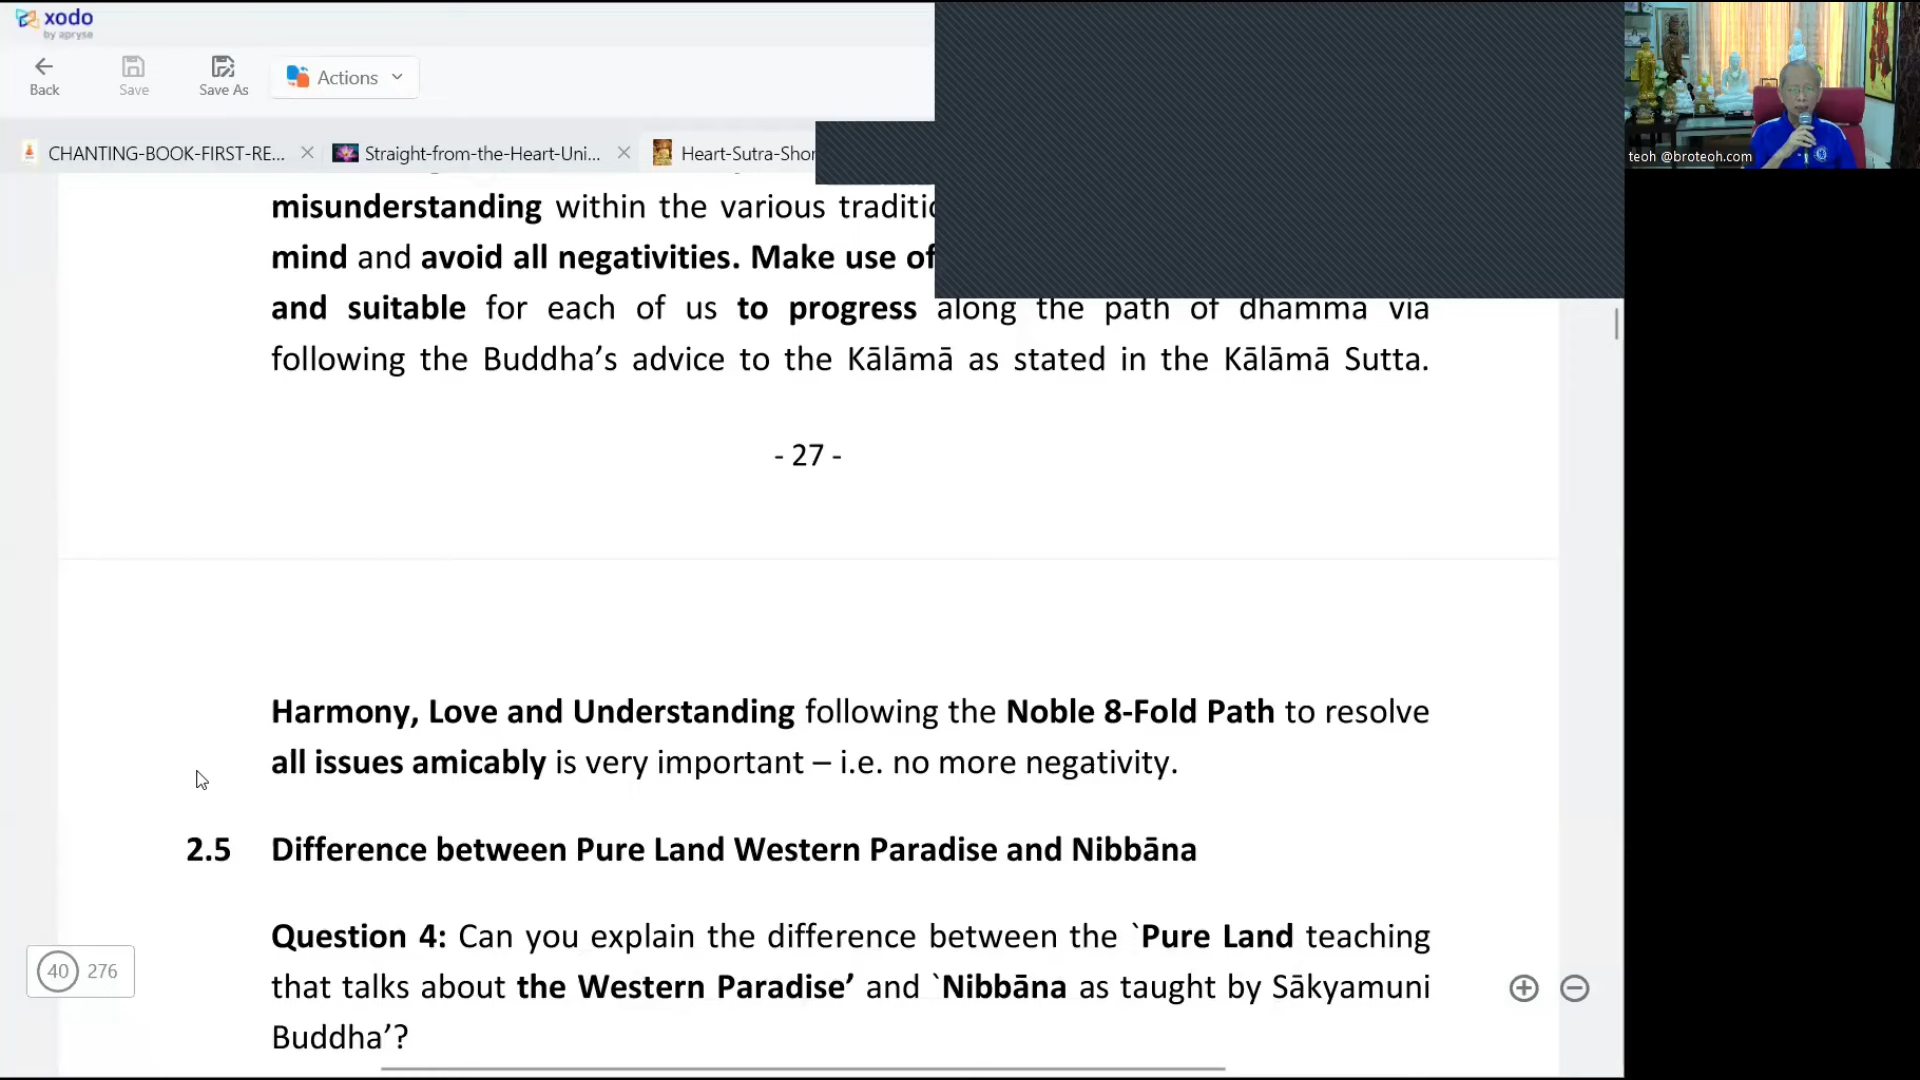 xodo
by apryse
Back
Save
Save As
Actions
CHANTING-BOOK-FIRST-RE...
Straight-from-the-Heart-Uni...
Heart-Sutra-Shor
teoh @broteoh.com
misunderstanding within the various
mind and avoid all negativities. Make use of
and suitable for each of us to progress along the path of dhamma via
following the Buddha’s advice to the Kālāmā as stated in the Kālāmā Sutta.
- 27 -
Harmony, Love and Understanding following the Noble 8-Fold Path to resolve
all issues amicably is very important – i.e. no more negativity.
2.5 Difference between Pure Land Western Paradise and Nibbāna
Question 4: Can you explain the difference between the `Pure Land teaching
that talks about the Western Paradise’ and `Nibbāna as taught by Sākyamuni
Buddha’?
40 276